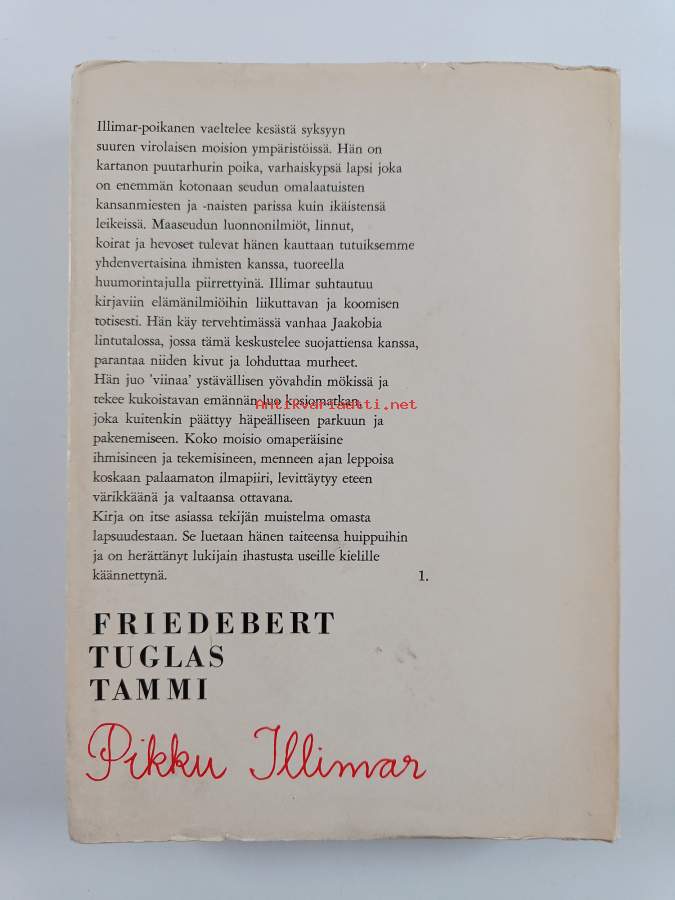 Illimar-poikanen vaeltelee kesästä syksyyn
suuren virolaisen moision ympäristöissä. Hän on
kartanon puutarhurin poika, varhaiskypsä lapsi joka
on enemmän kotonaan seudun omalaatuisten
kansanmiesten ja -naisten parissa kuin ikäistensä
leikeissä. Maaseudun luonnonilmiöt, linnut,
koirat ja hevoset tulevat hänen kauttaan tutuiksemme
yhdenvertaisina ihmisten kanssa, tuoreella
huumorintajulla piirrettyinä. Illimar suhtautuu
kirjaviin elämänilmiöihin liikuttavan ja koomisen
totisesti. Hän käy tervehtimässä vanhaa Jaakobia
lintutalossa, jossa tämä keskustelee suojattiensa kanssa,
parantaa niiden kivut ja lohduttaa murheet.
Hän juo 'viinaa' ystävällisen yövahdin mökissä ja
tekee kukoistavan emännän luo kosiomatkan,
Antikvariaatti.net
joka kuitenkin päättyy häpeälliseen parkuun ja
pakenemiseen. Koko moisio omaperäisine
ihmisineen ja tekemisineen, menneen ajan leppoisa
koskaan palaamaton ilmapiiri, levittäytyy eteen
värikkäänä ja valtaansa ottavana.
Kirja on itse asiassa tekijän muistelma omasta
lapsuudestaan. Se luetaan hänen taiteensa huippuihin
ja on herättänyt lukijain ihastusta useille kielille
käännettynä. 1.
FRIEDEBERT
TUGLAS
TAMMI
Pikku Illimar